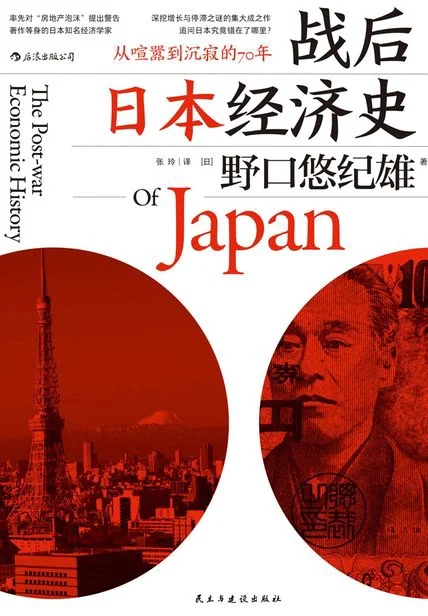 率先对“房地产泡沫”提出警告
著作等身的日本知名经济学家
深挖增长与停滞之谜的集大成之作
追问日本究竟错在了哪里?
后浪出版公司
从喧嚣到沉寂的70年
战后
日本经济史
张玲|译 [日] 野口悠纪雄 著
The Post-war
Economic History
Of Japan
10
民主与建设出版社